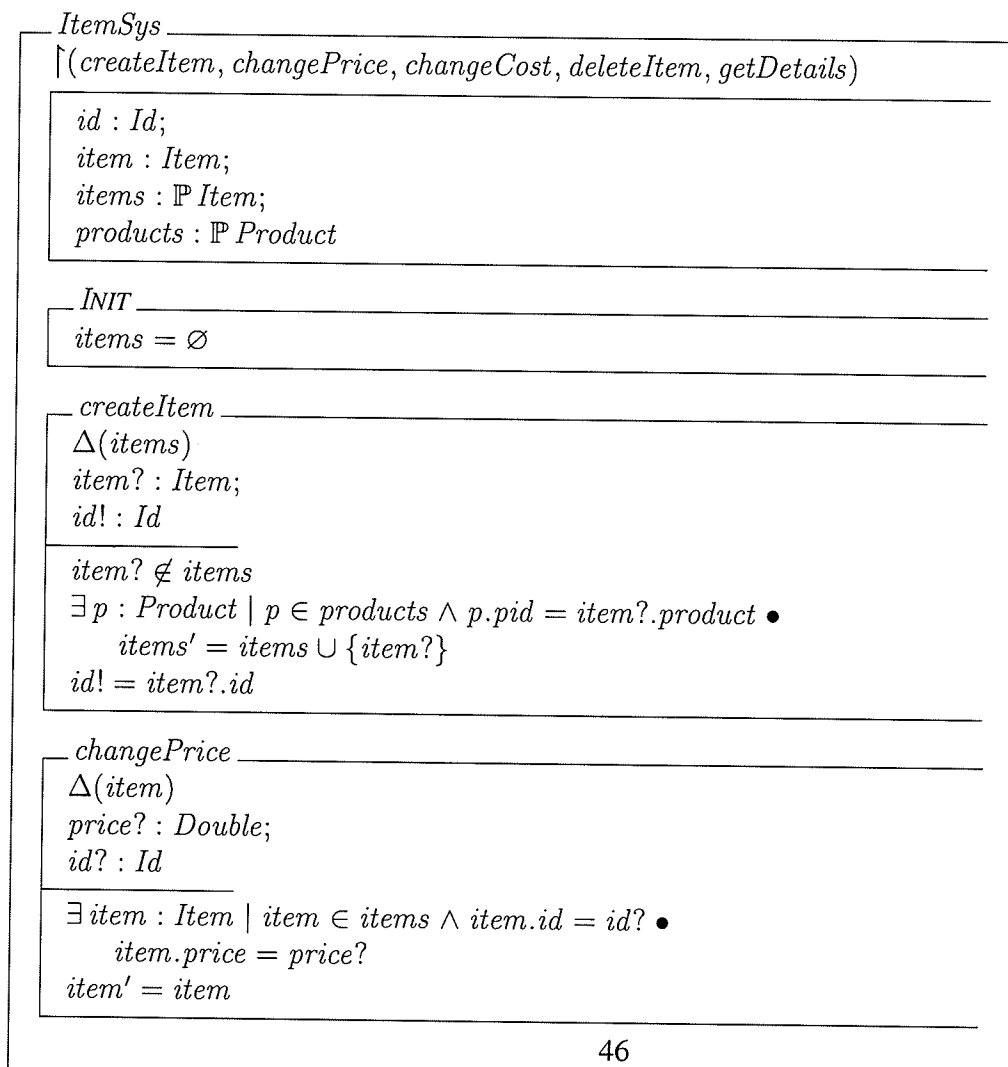 ItemSys
↾(createItem, changePrice, changeCost, deleteItem, getDetails)
id : Id;
item : Item;
items : ℙ Item;
products : ℙ Product
INIT
items = ∅
createItem
Δ(items)
item? : Item;
id! : Id
item? ∉ items
∃ p : Product | p ∈ products ∧ p.pid = item?.product •
items′ = items ∪ {item?}
id! = item?.id
changePrice
Δ(item)
price? : Double;
id? : Id
∃ item : Item | item ∈ items ∧ item.id = id? •
item.price = price?
item′ = item
46